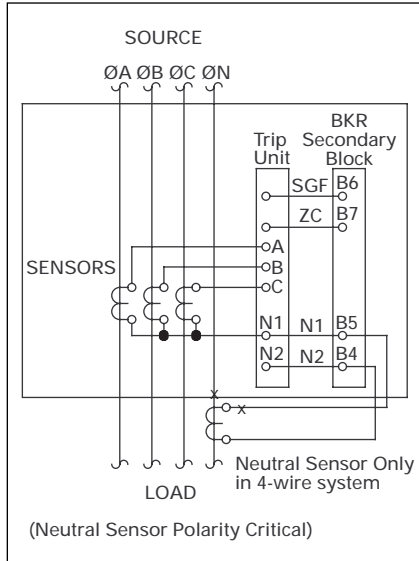 SOURCE
ØA ØB ØC ØN
BKR
Trip Secondary
Unit Block
SGF B6
ZC B7
A
SENSORS B
C
N1 N1 B5
N2 N2 B4
x
x
Neutral Sensor Only
in 4-wire system
LOAD
(Neutral Sensor Polarity Critical)